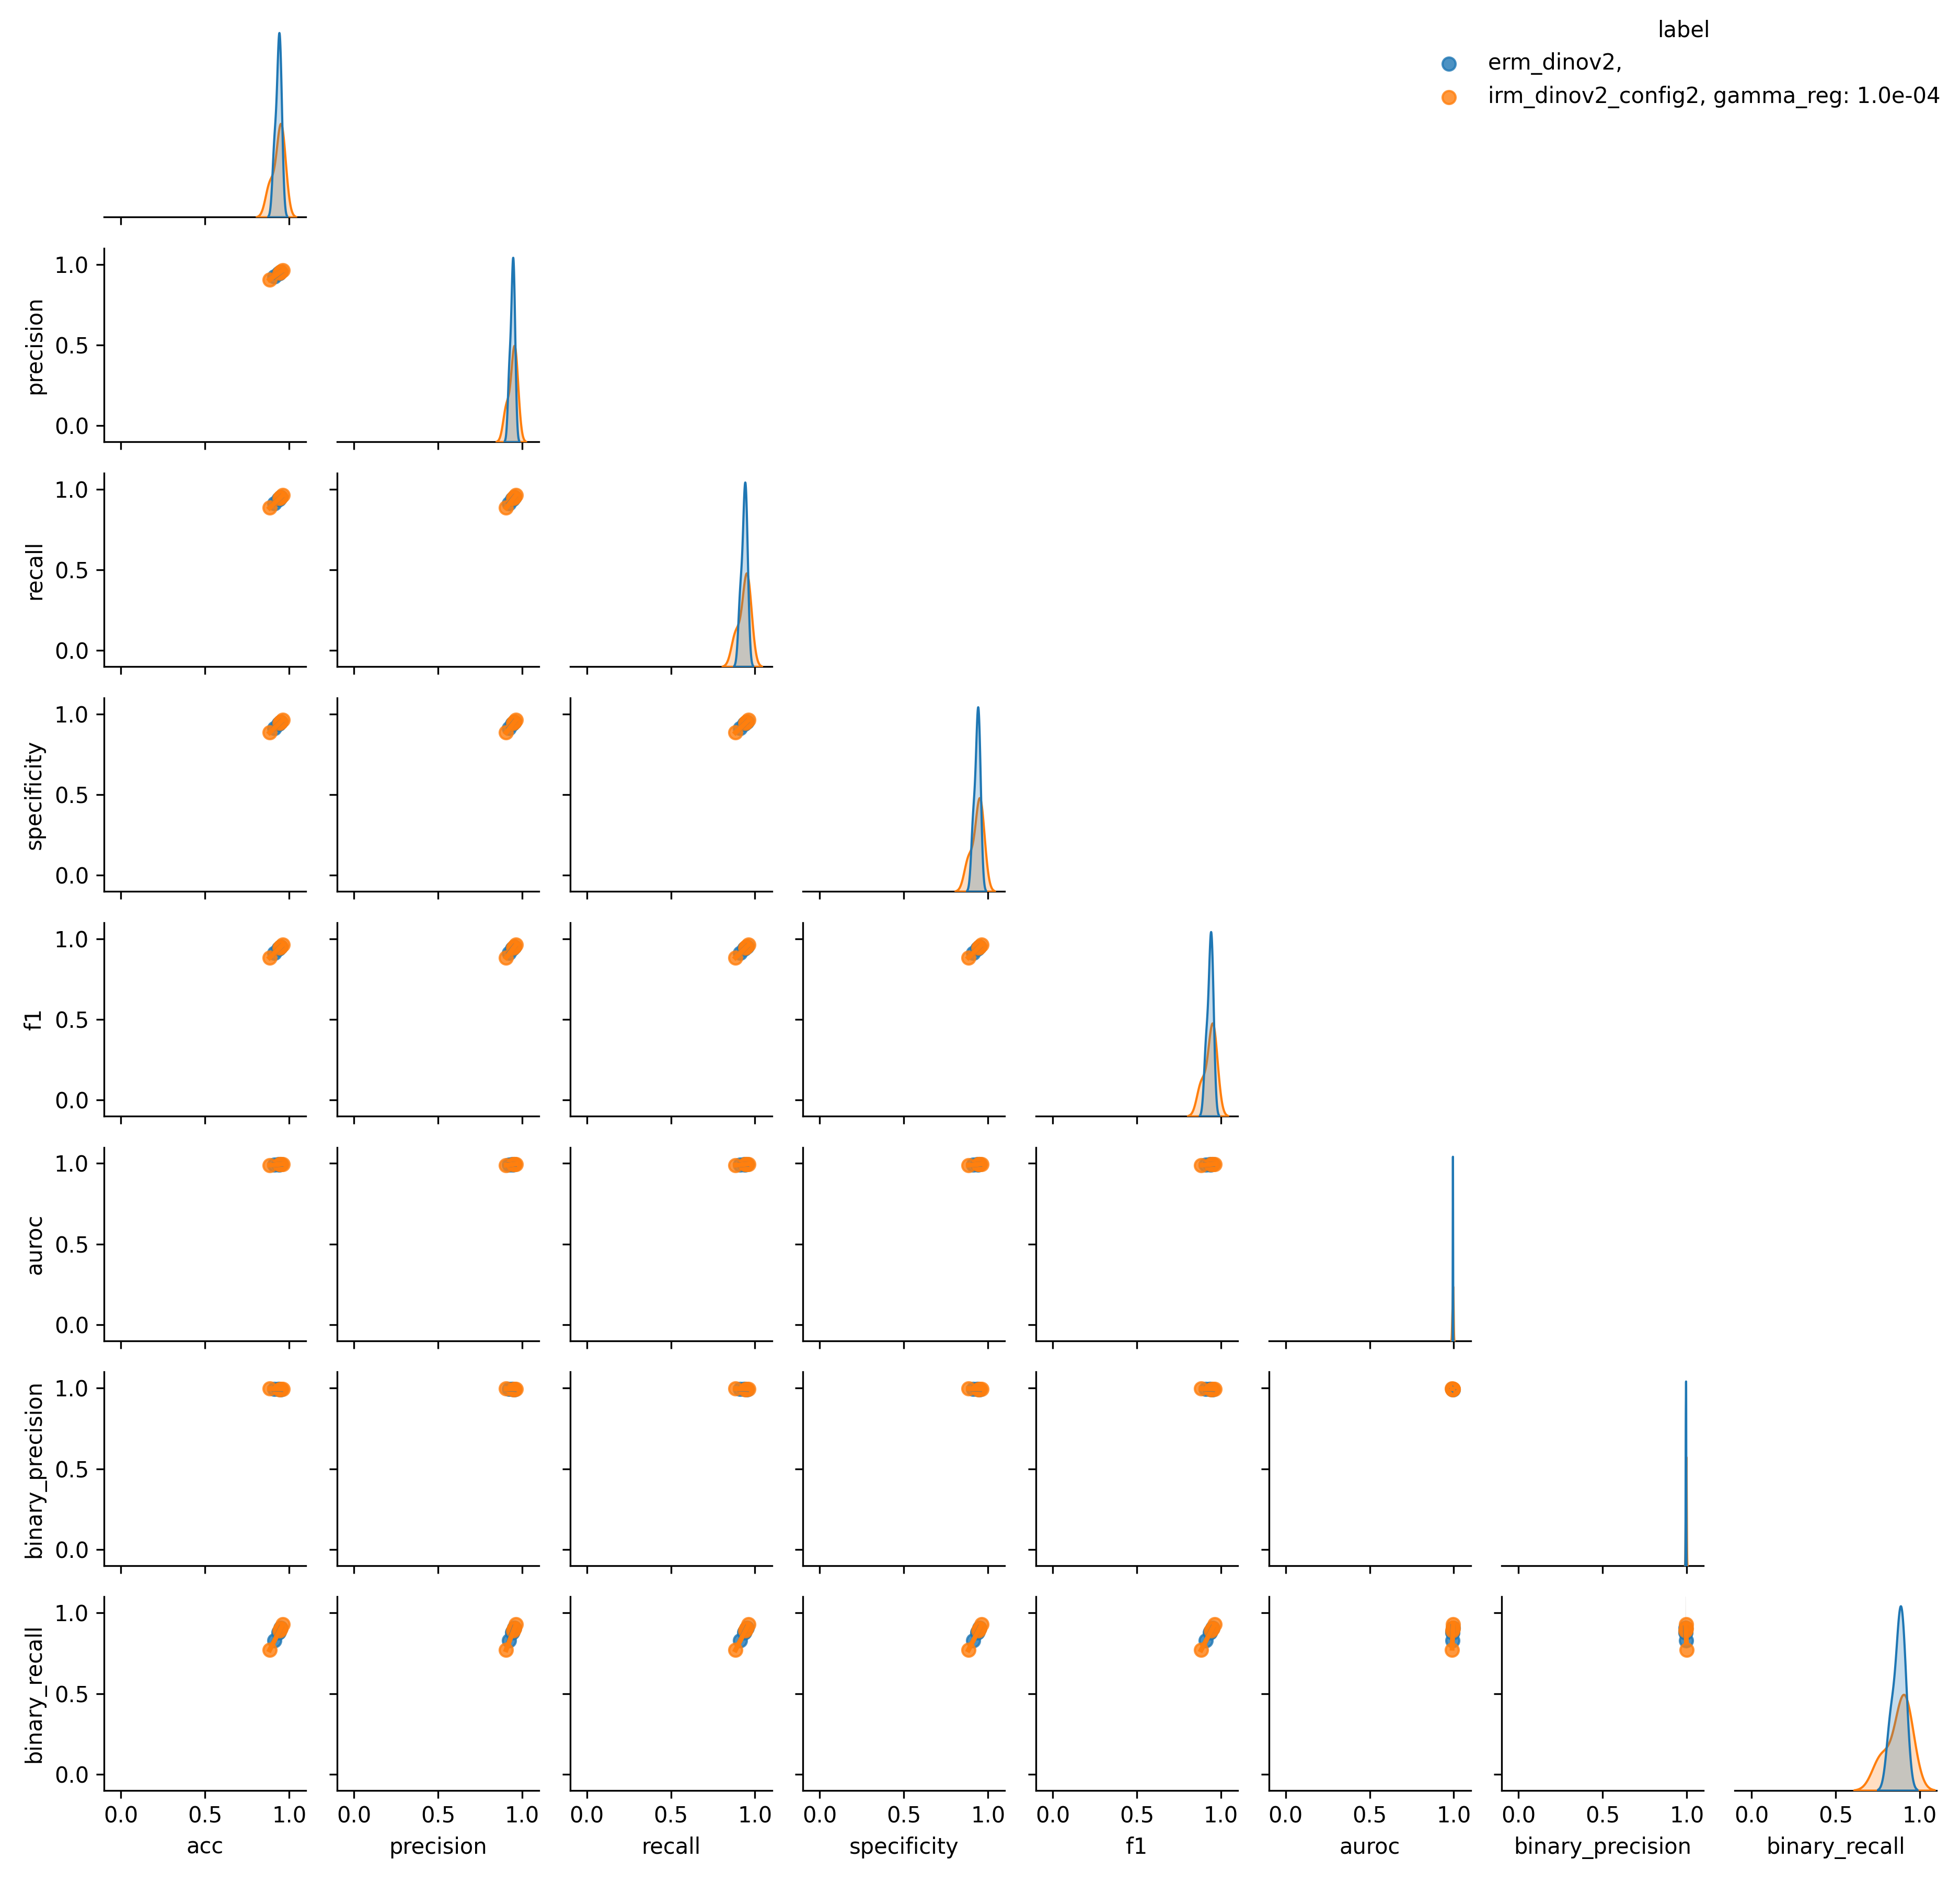 label
erm_dinov2,
irm_dinov2_config2, gamma_reg: 1.0e-04
precision
1.0
0.5
0.0
recall
1.0
0.5
0.0
specificity
1.0
0.5
0.0
f1
1.0
0.5
0.0
auroc
1.0
0.5
0.0
binary_precision
1.0
0.5
0.0
binary_recall
1.0
0.5
0.0
0.0 0.5 1.0 0.0 0.5 1.0 0.0 0.5 1.0 0.0 0.5 1.0 0.0 0.5 1.0 0.0 0.5 1.0 0.0 0.5 1.0 0.0 0.5 1.0
acc precision recall specificity f1 auroc binary_precision binary_recall